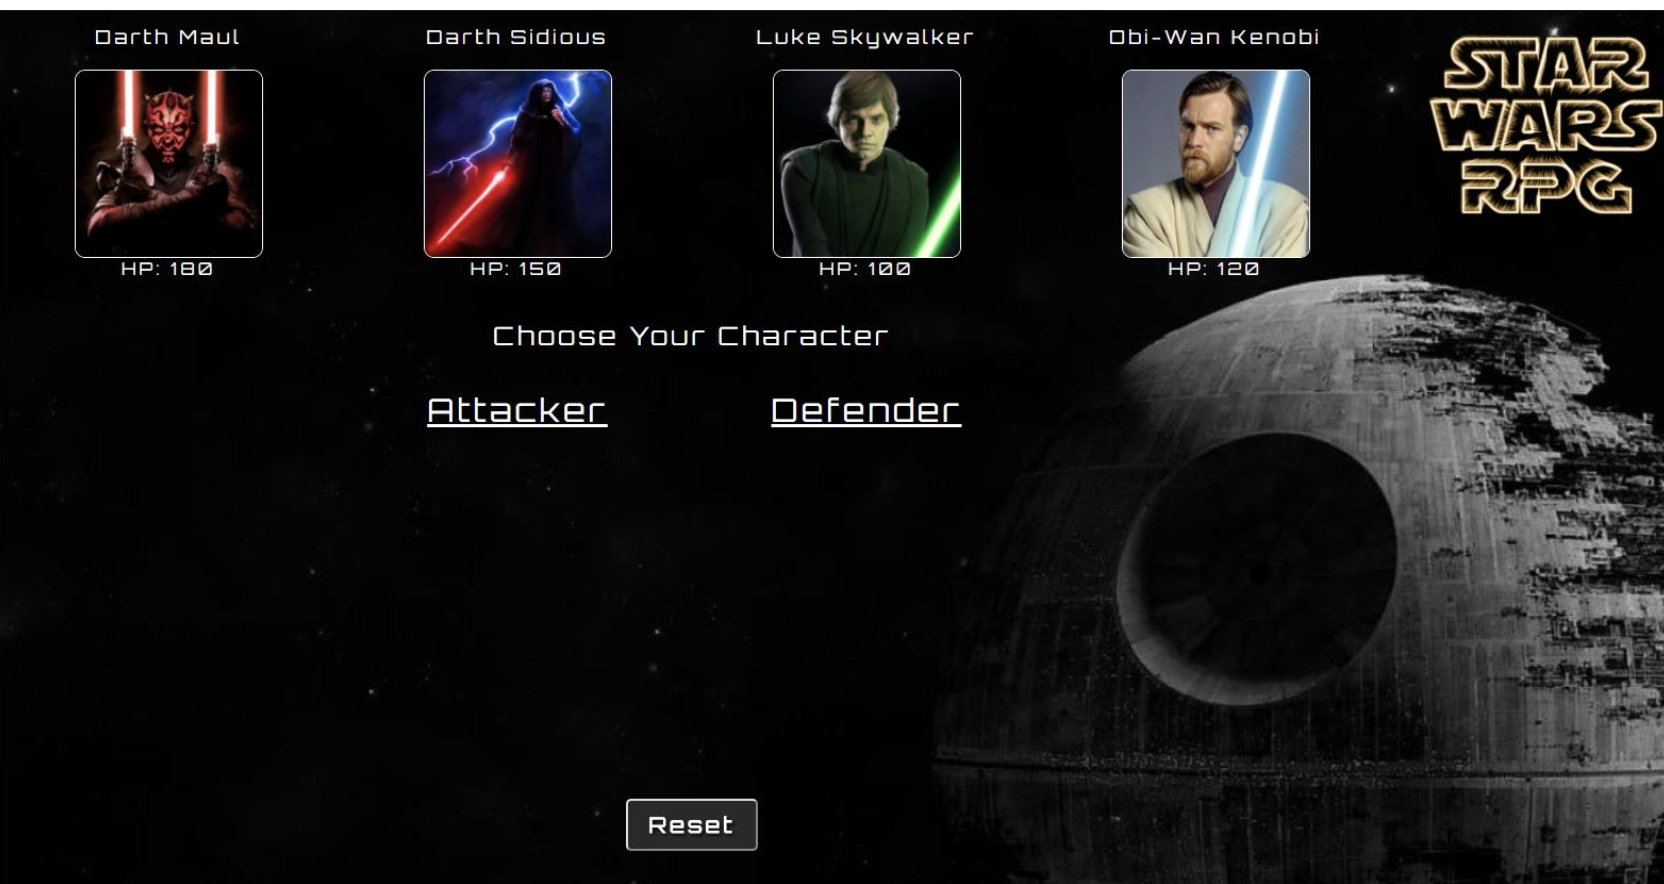 Darth Maul
Darth Sidious
Luke Skywalker
Obi-Wan Kenobi
STAR
WARS
RPG
HP: 180
HP: 150
HP: 100
HP: 120
Choose Your Character
Attacker
Defender
Reset